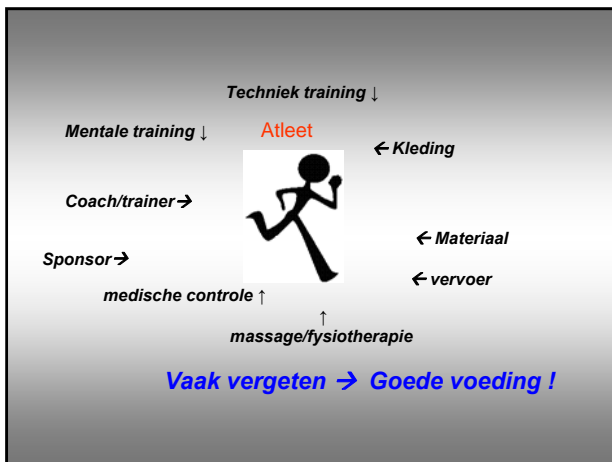 Techniek training ↓
Mentale training ↓ Atleet
← Kleding
Coach/trainer→
← Materiaal
Sponsor→
← vervoer
medische controle ↑
↑
massage/fysiotherapie
Vaak vergeten → Goede voeding !